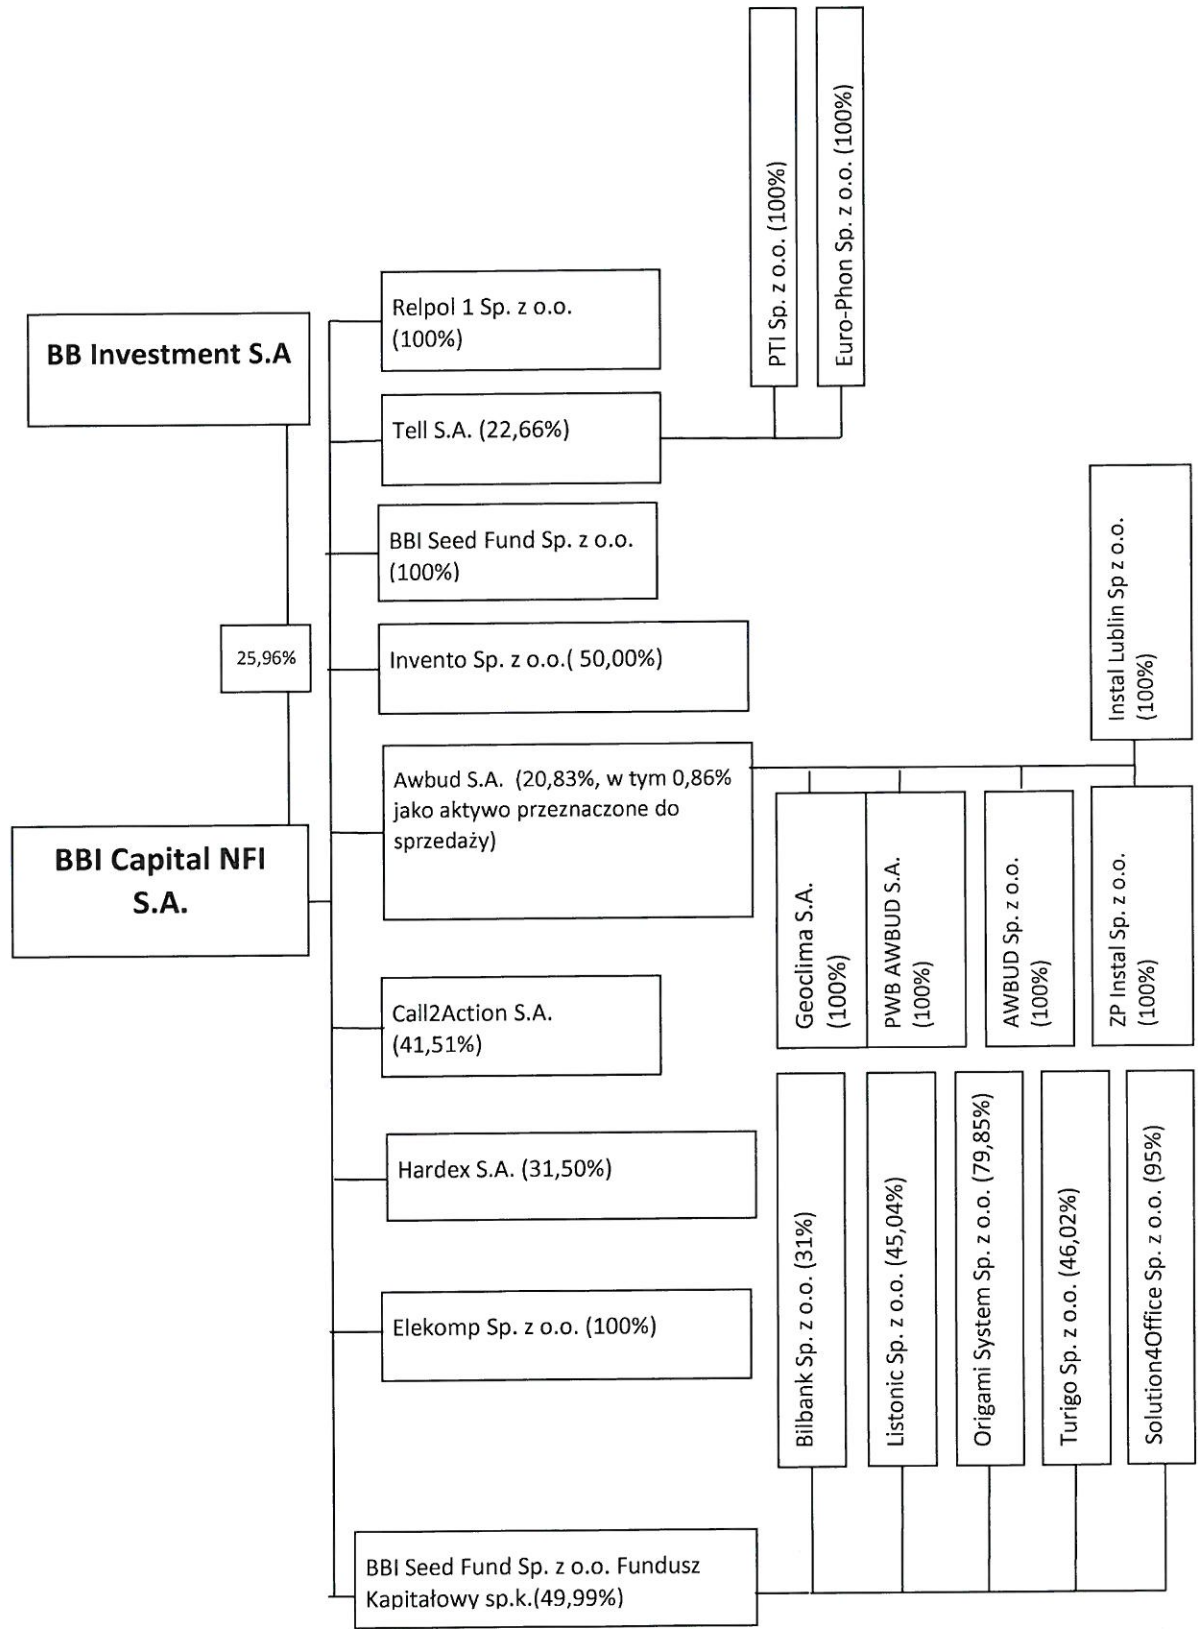 BB Investment S.A
25,96%
BBI Capital NFI
S.A.
Relpol 1 Sp. z o.o.
(100%)
Tell S.A. (22,66%)
PTI Sp. z o.o. (100%)
Euro-Phon Sp. z o.o. (100%)
BBI Seed Fund Sp. z o.o.
(100%)
Invento Sp. z o.o.( 50,00%)
Awbud S.A.  (20,83%, w tym 0,86%
jako aktywo przeznaczone do
sprzedaży)
Instal Lublin Sp z o.o.
(100%)
Geoclima S.A.
(100%)
PWB AWBUD S.A.
(100%)
AWBUD Sp. z o.o.
(100%)
ZP Instal Sp. z o.o.
(100%)
Call2Action S.A.
(41,51%)
Hardex S.A. (31,50%)
Elekomp Sp. z o.o. (100%)
BBI Seed Fund Sp. z o.o. Fundusz
Kapitałowy sp.k.(49,99%)
Bilbank Sp. z o.o. (31%)
Listonic Sp. z o.o. (45,04%)
Origami System Sp. z o.o. (79,85%)
Turigo Sp. z o.o. (46,02%)
Solution4Office Sp. z o.o. (95%)